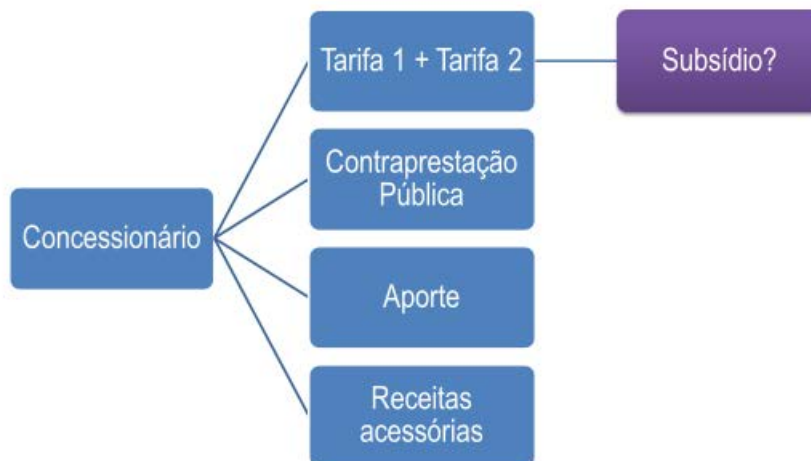 Tarifa 1 + Tarifa 2
Subsídio?
Contraprestação
Pública
Concessionário
Aporte
Receitas
acessórias